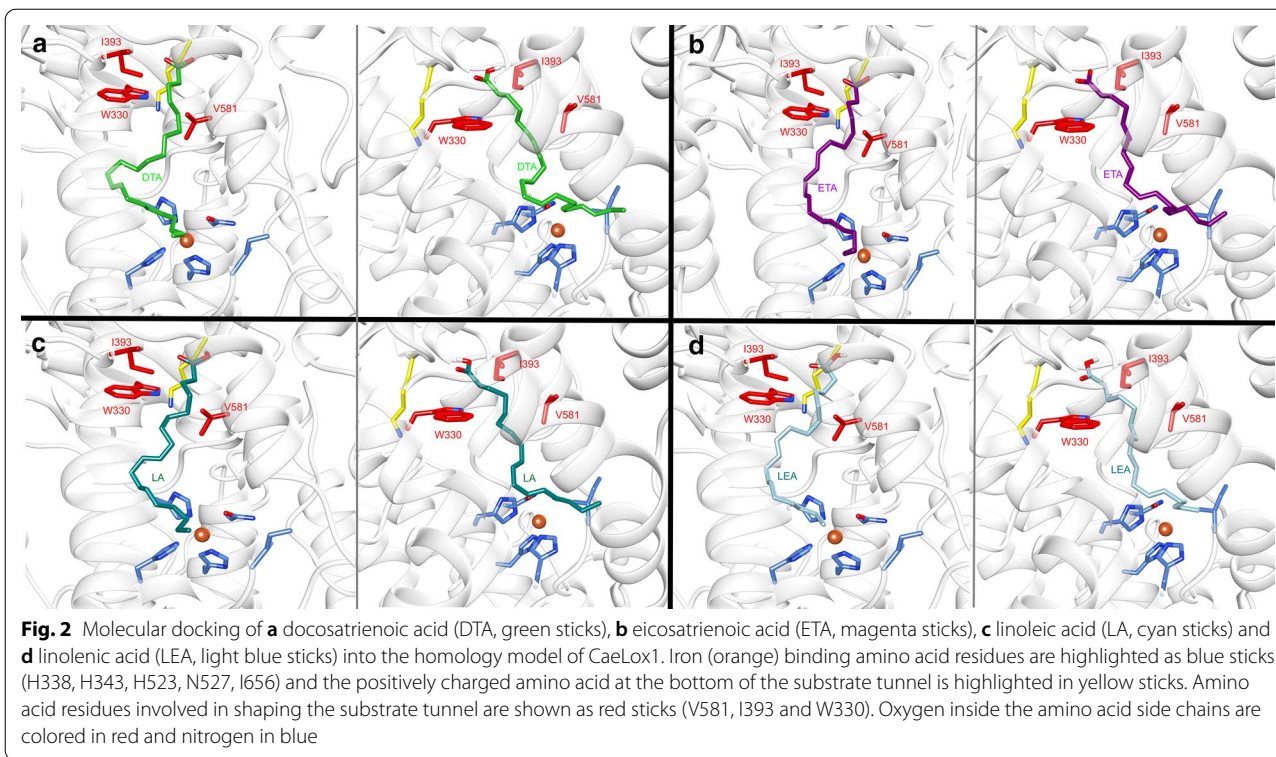 a
I393
W330
V581
DTA
I393
V581
W330
DTA
b
I393
W330
V581
ETA
I393
V581
W330
ETA
c
I393
W330
V581
LA
I393
V581
W330
LA
d
I393
W330
V581
LEA
I393
V581
W330
LEA
Fig. 2 Molecular docking of a docosatrienoic acid (DTA, green sticks), b eicosatrienoic acid (ETA, magenta sticks), c linoleic acid (LA, cyan sticks) and
d linolenic acid (LEA, light blue sticks) into the homology model of CaeLox1. Iron (orange) binding amino acid residues are highlighted as blue sticks
(H338, H343, H523, N527, I656) and the positively charged amino acid at the bottom of the substrate tunnel is highlighted in yellow sticks. Amino
acid residues involved in shaping the substrate tunnel are shown as red sticks (V581, I393 and W330). Oxygen inside the amino acid side chains are
colored in red and nitrogen in blue